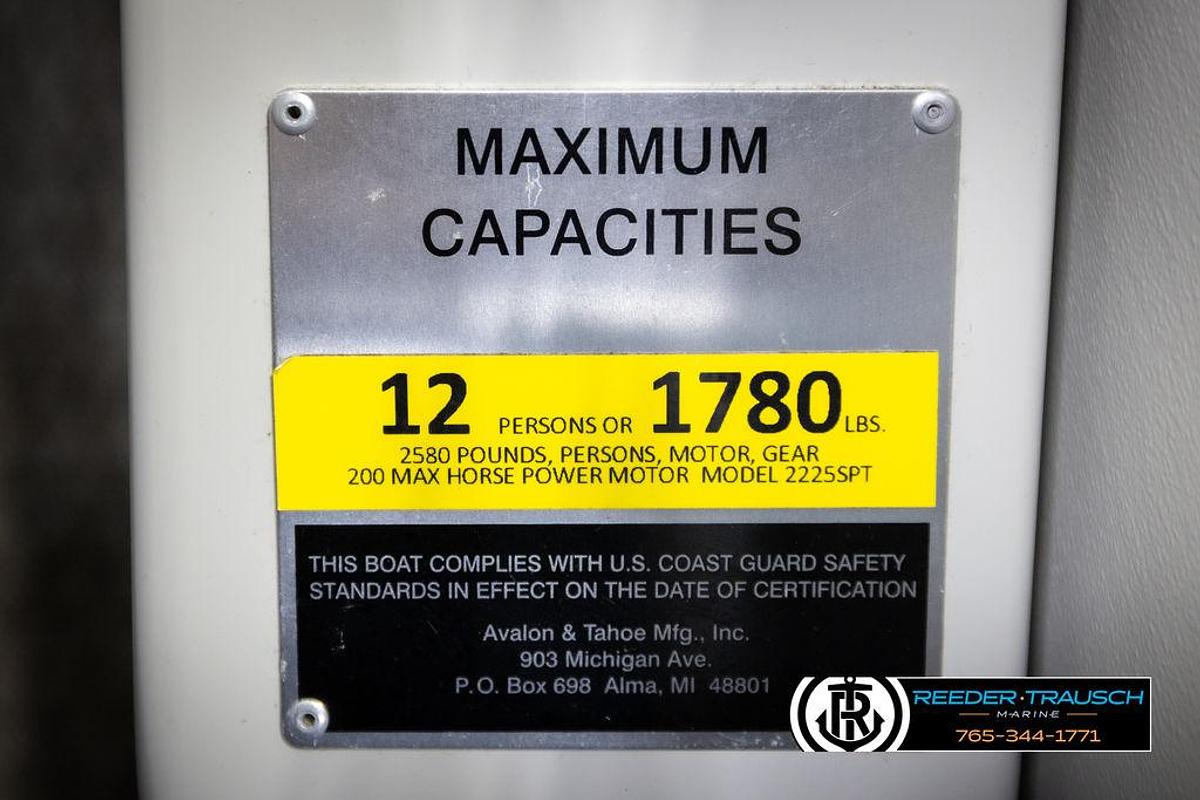 MAXIMUM
CAPACITIES
12 PERSONS OR 1780 LBS.
2580 POUNDS, PERSONS, MOTOR, GEAR
200 MAX HORSE POWER MOTOR MODEL 2225SPT
THIS BOAT COMPLIES WITH U.S. COAST GUARD SAFETY
STANDARDS IN EFFECT ON THE DATE OF CERTIFICATION
Avalon & Tahoe Mfg., Inc.
903 Michigan Ave.
P.O. Box 698 Alma, MI 48801
TR
REEDER·TRAUSCH
MARINE
765-344-1771